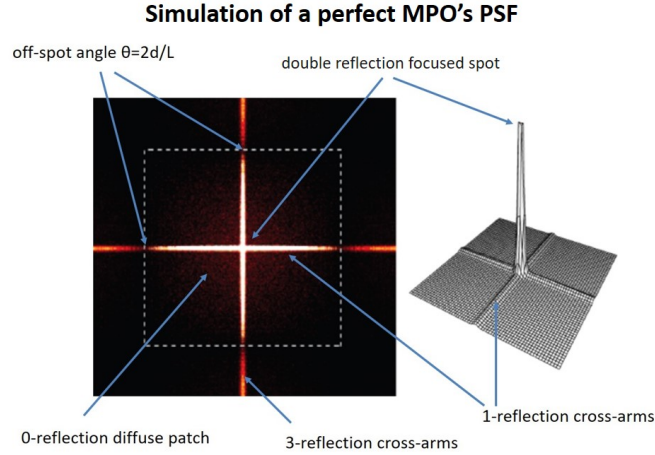 Simulation of a perfect MPO’s PSF
off-spot angle θ=2d/L
double reflection focused spot
1-reflection cross-arms
0-reflection diffuse patch
3-reflection cross-arms